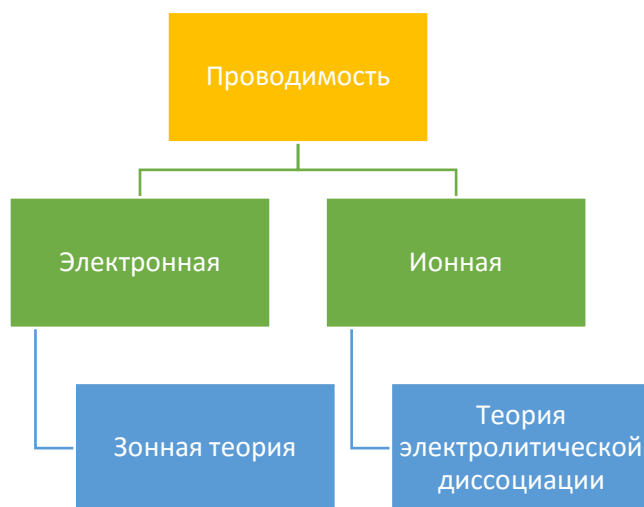 Проводимость
Электронная
Ионная
Зонная теория
Теория
электролитической
диссоциации